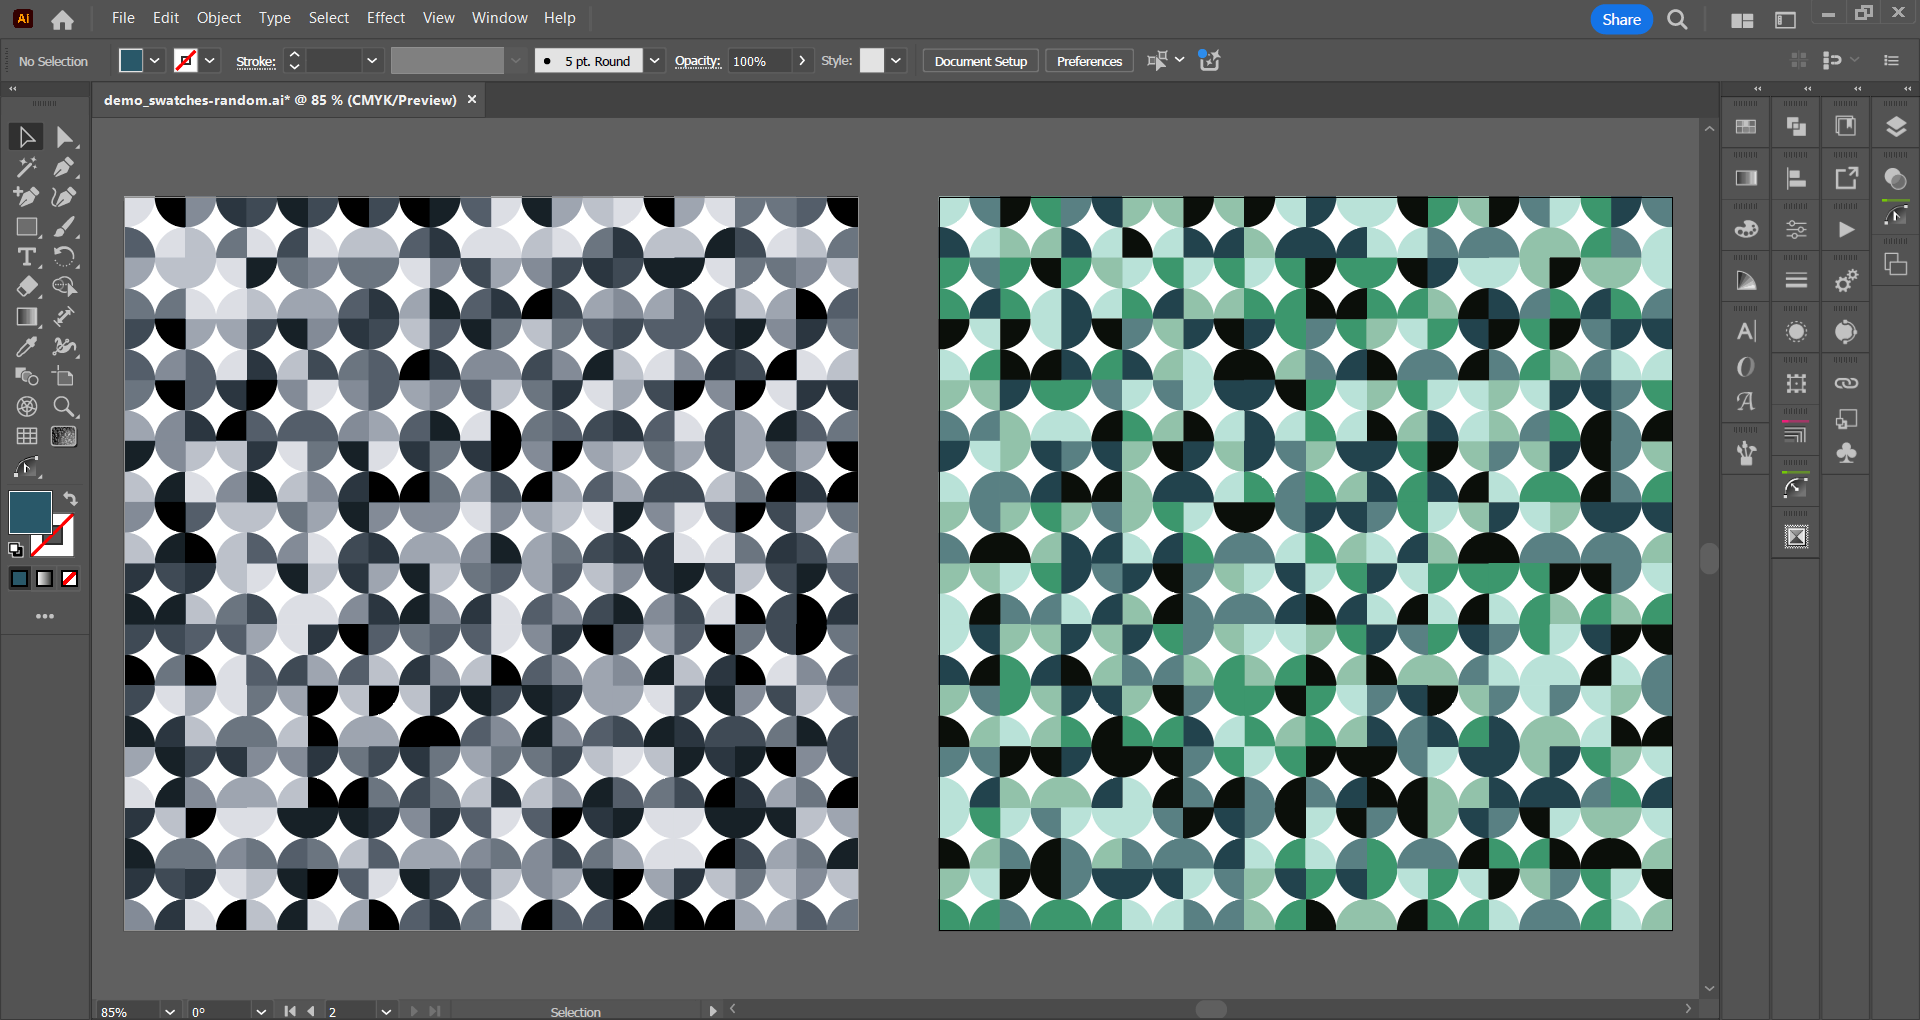 Ai File Edit Object Type Select Effect View Window Help Share
No Selection Stroke: 5 pt. Round Opacity: 100% Style: Document Setup Preferences
demo_swatches-random.ai* @ 85 % (CMYK/Preview)
85% 0° 2 Selection